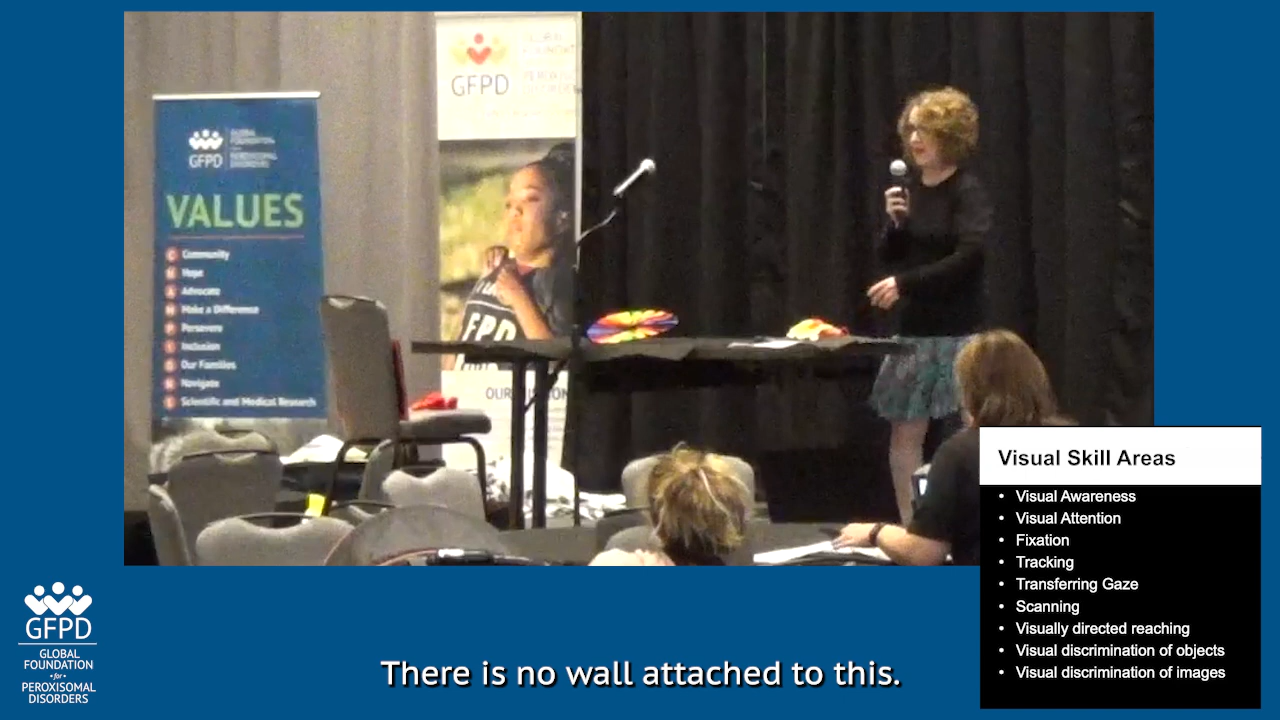 GFPD
GLOBAL
FOUNDATION
for
PEROXISOMAL
DISORDERS
VALUES
Community
Hope
Advocate
Make a Difference
Persevere
Inclusion
Our Families
Navigate
Scientific and Medical Research
GFPD
Visual Skill Areas
• Visual Awareness
• Visual Attention
• Fixation
• Tracking
• Transferring Gaze
• Scanning
• Visually directed reaching
• Visual discrimination of objects
• Visual discrimination of images
GFPD
GLOBAL
FOUNDATION
•for•
PEROXISOMAL
DISORDERS
There is no wall attached to this.